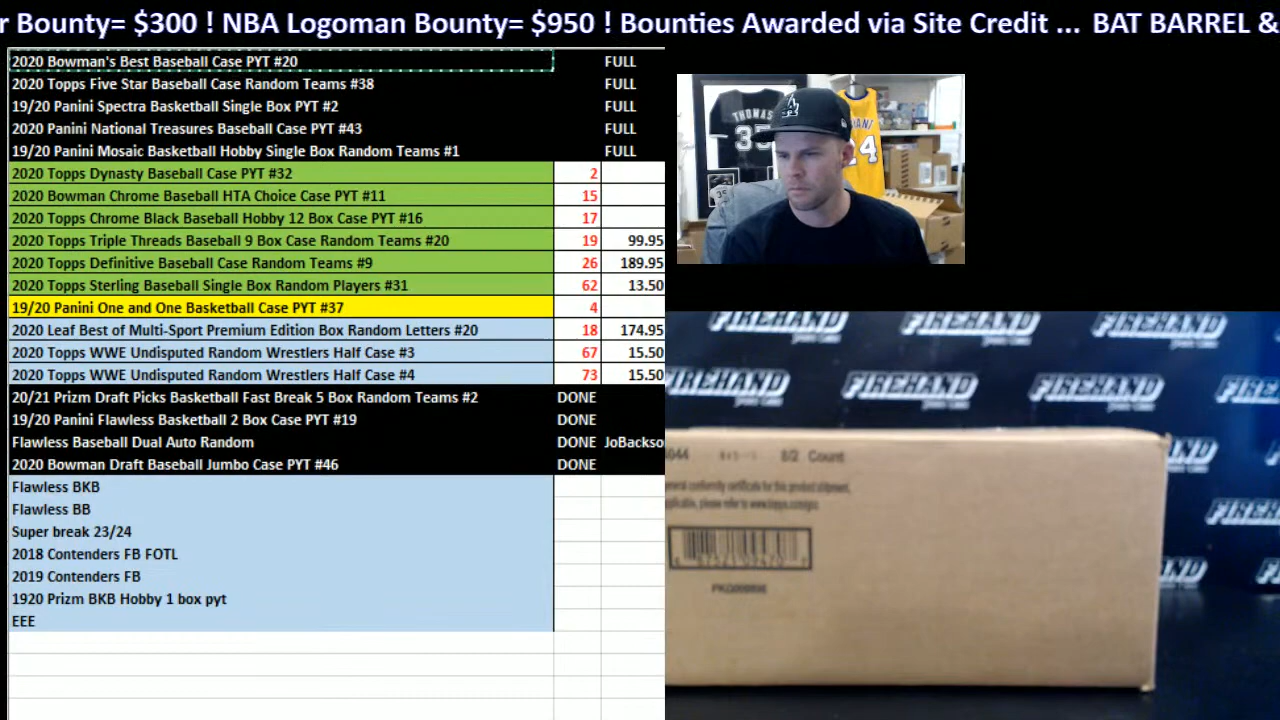 r Bounty= $300 ! NBA Logoman Bounty= $950 ! Bounties Awarded via Site Credit ... BAT BARREL &
2020 Bowman's Best Baseball Case PYT #20 FULL
2020 Topps Five Star Baseball Case Random Teams #38 FULL
19/20 Panini Spectra Basketball Single Box PYT #2 FULL
2020 Panini National Treasures Baseball Case PYT #43 FULL
19/20 Panini Mosaic Basketball Hobby Single Box Random Teams #1 FULL
2020 Topps Dynasty Baseball Case PYT #32 2
2020 Bowman Chrome Baseball HTA Choice Case PYT #11 15
2020 Topps Chrome Black Baseball Hobby 12 Box Case PYT #16 17
2020 Topps Triple Threads Baseball 9 Box Case Random Teams #20 19 99.95
2020 Topps Definitive Baseball Case Random Teams #9 26 189.95
2020 Topps Sterling Baseball Single Box Random Players #31 62 13.50
19/20 Panini One and One Basketball Case PYT #37 4
2020 Leaf Best of Multi-Sport Premium Edition Box Random Letters #20 18 174.95
2020 Topps WWE Undisputed Random Wrestlers Half Case #3 67 15.50
2020 Topps WWE Undisputed Random Wrestlers Half Case #4 73 15.50
20/21 Prizm Draft Picks Basketball Fast Break 5 Box Random Teams #2 DONE
19/20 Panini Flawless Basketball 2 Box Case PYT #19 DONE
Flawless Baseball Dual Auto Random DONE JoBackso
2020 Bowman Draft Baseball Jumbo Case PYT #46 DONE
Flawless BKB
Flawless BB
Super break 23/24
2018 Contenders FB FOTL
2019 Contenders FB
1920 Prizm BKB Hobby 1 box pyt
EEE
THOMAS
35
LA
24
FIREHAND FIREHAND FIREHAND
FIREHAND FIREHAND FIREHAND
Count
FIREHAND